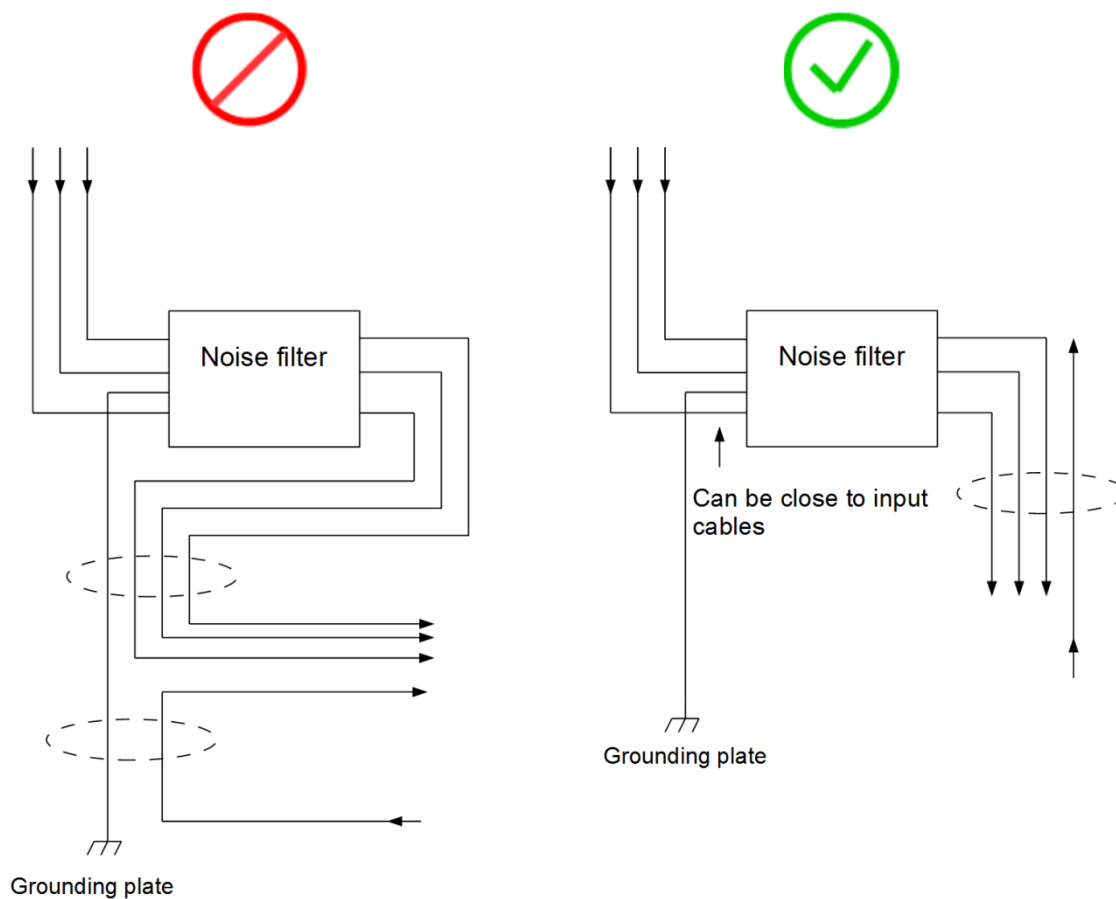 Noise filter
Noise filter
Can be close to input
cables
Grounding plate
Grounding plate